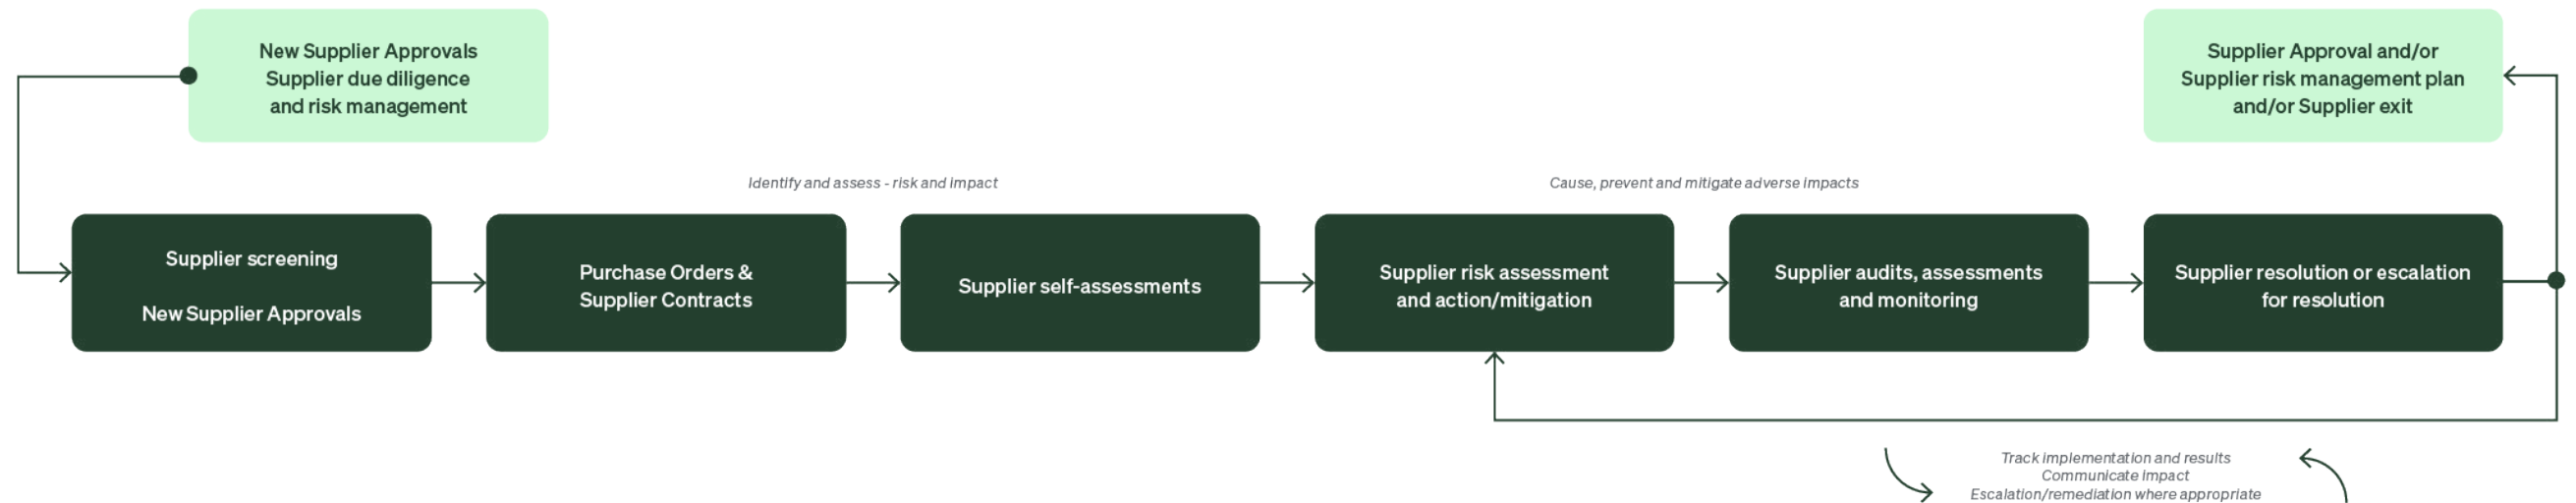 New Supplier Approvals
Supplier due diligence
and risk management
Supplier Approval and/or
Supplier risk management plan
and/or Supplier exit
Identify and assess - risk and impact
Cause, prevent and mitigate adverse impacts
Supplier screening
New Supplier Approvals
Purchase Orders &
Supplier Contracts
Supplier self-assessments
Supplier risk assessment
and action/mitigation
Supplier audits, assessments
and monitoring
Supplier resolution or escalation
for resolution
Track implementation and results
Communicate impact
Escalation/remediation where appropriate